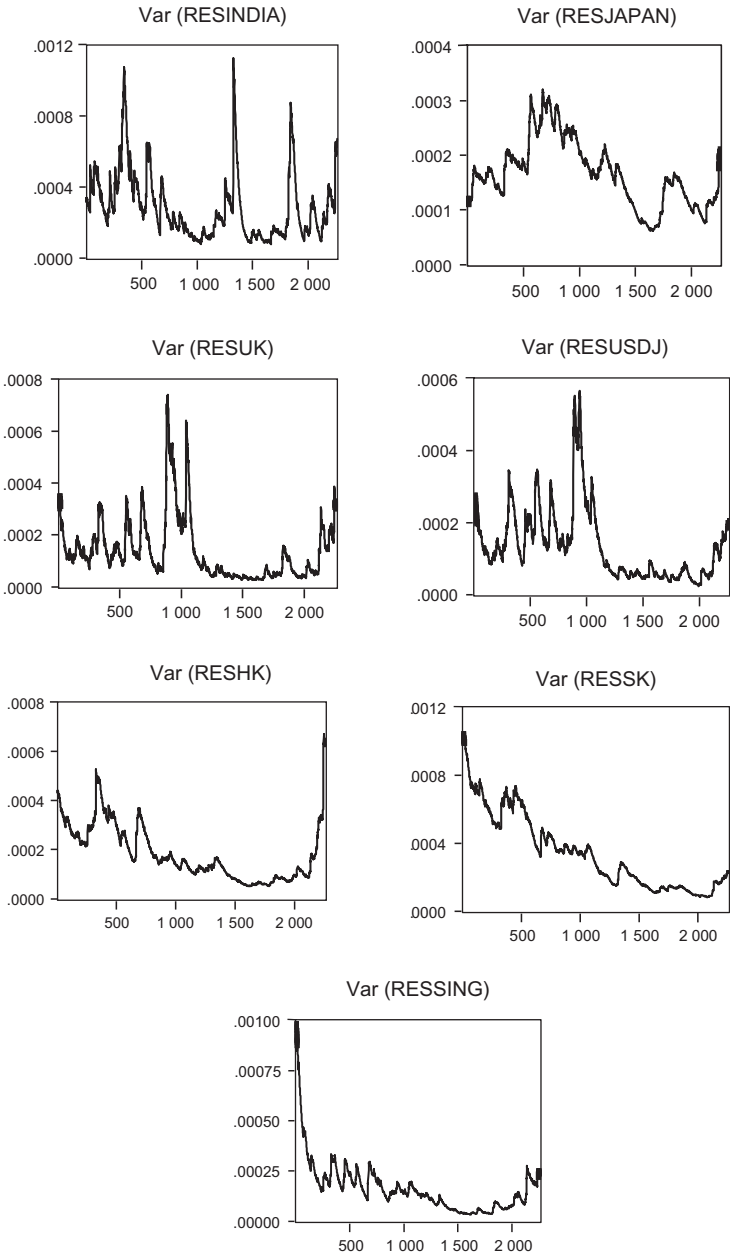 Var (RESINDIA)
.0012
.0008
.0004
.0000
500 1 000 1 500 2 000
Var (RESJAPAN)
.0004
.0003
.0002
.0001
.0000
500 1 000 1 500 2 000
Var (RESUK)
.0008
.0006
.0004
.0002
.0000
500 1 000 1 500 2 000
Var (RESUSDJ)
.0006
.0004
.0002
.0000
500 1 000 1 500 2 000
Var (RESHK)
.0008
.0006
.0004
.0002
.0000
500 1 000 1 500 2 000
Var (RESSK)
.0012
.0008
.0004
.0000
500 1 000 1 500 2 000
Var (RESSING)
.00100
.00075
.00050
.00025
.00000
500 1 000 1 500 2 000